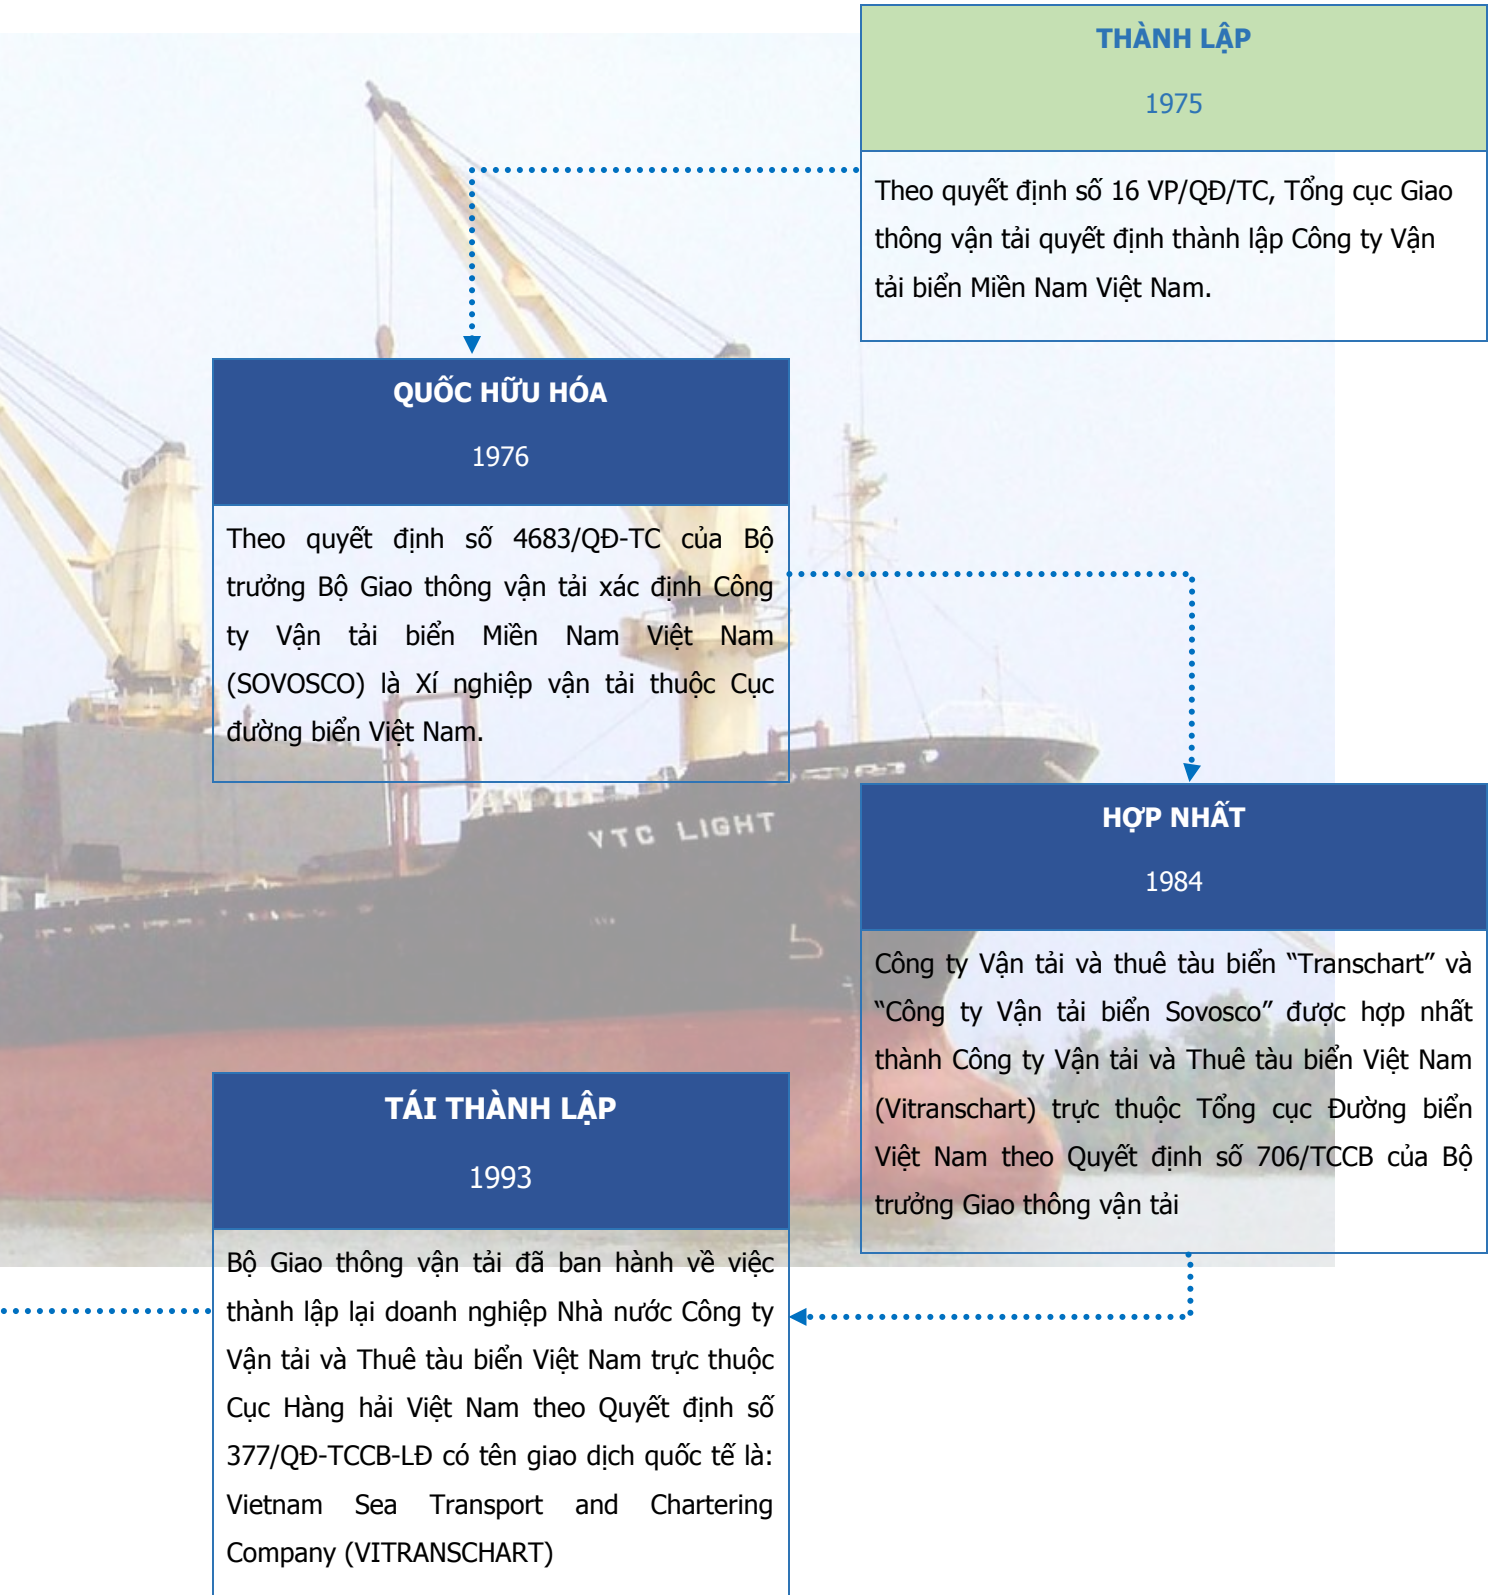 THÀNH LẬP
1975
Theo quyết định số 16 VP/QĐ/TC, Tổng cục Giao
thông vận tải quyết định thành lập Công ty Vận
tải biển Miền Nam Việt Nam.
QUỐC HỮU HÓA
1976
Theo quyết định số 4683/QĐ-TC của Bộ
trưởng Bộ Giao thông vận tải xác định Công
ty Vận tải biển Miền Nam Việt Nam
(SOVOSCO) là Xí nghiệp vận tải thuộc Cục
đường biển Việt Nam.
VTC LIGHT
HỢP NHẤT
1984
Công ty Vận tải và thuê tàu biển “Transchart” và
“Công ty Vận tải biển Sovosco” được hợp nhất
thành Công ty Vận tải và Thuê tàu biển Việt Nam
(Vitranschart) trực thuộc Tổng cục Đường biển
Việt Nam theo Quyết định số 706/TCCB của Bộ
trưởng Giao thông vận tải
TÁI THÀNH LẬP
1993
Bộ Giao thông vận tải đã ban hành về việc
thành lập lại doanh nghiệp Nhà nước Công ty
Vận tải và Thuê tàu biển Việt Nam trực thuộc
Cục Hàng hải Việt Nam theo Quyết định số
377/QĐ-TCCB-LĐ có tên giao dịch quốc tế là:
Vietnam Sea Transport and Chartering
Company (VITRANSCHART)